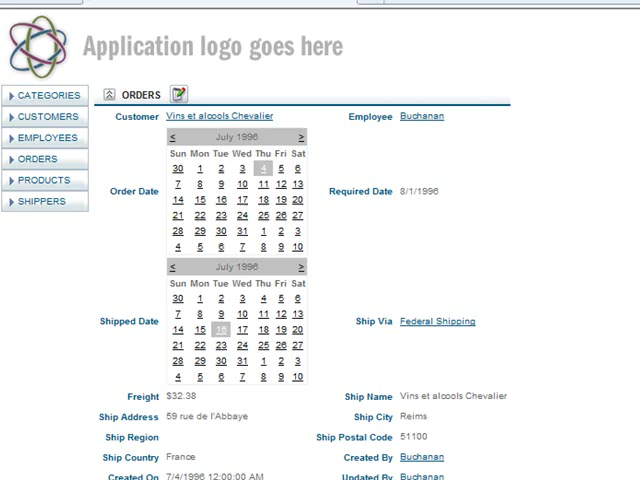 Application logo goes here
CATEGORIES
CUSTOMERS
EMPLOYEES
ORDERS
PRODUCTS
SHIPPERS
ORDERS
Customer Vins et alcools Chevalier Employee Buchanan
Order Date
< July 1996 >
Sun Mon Tue Wed Thu Fri Sat
30 1 2 3 4 5 6
7 8 9 10 11 12 13
14 15 16 17 18 19 20
21 22 23 24 25 26 27
28 29 30 31 1 2 3
4 5 6 7 8 9 10
Required Date 8/1/1996
Shipped Date
< July 1996 >
Sun Mon Tue Wed Thu Fri Sat
30 1 2 3 4 5 6
7 8 9 10 11 12 13
14 15 16 17 18 19 20
21 22 23 24 25 26 27
28 29 30 31 1 2 3
4 5 6 7 8 9 10
Ship Via Federal Shipping
Freight $32.38 Ship Name Vins et alcools Chevalier
Ship Address 59 rue de l'Abbaye Ship City Reims
Ship Region Ship Postal Code 51100
Ship Country France Created By Buchanan
Created On 7/4/1996 12:00:00 AM Updated By Buchanan